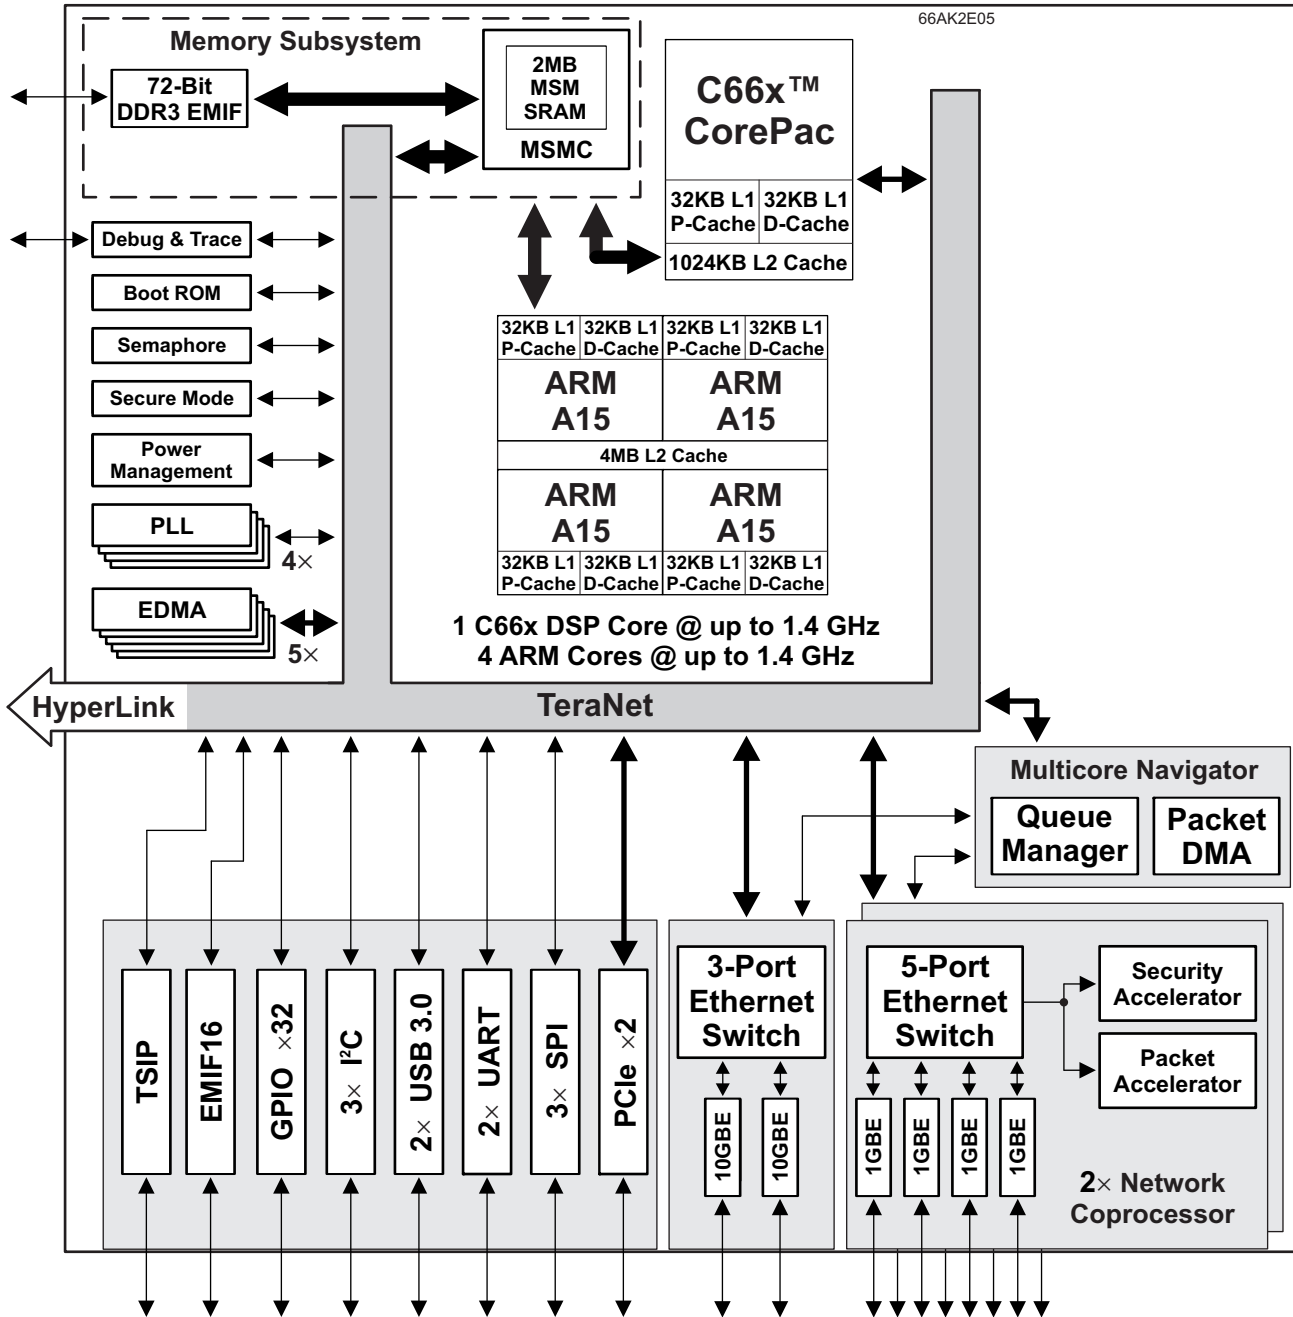 66AK2E05
Memory Subsystem
72-Bit
DDR3 EMIF
2MB
MSM
SRAM
MSMC
C66x™
CorePac
32KB L1
P-Cache
32KB L1
D-Cache
1024KB L2 Cache
Debug & Trace
Boot ROM
Semaphore
Secure Mode
Power
Management
PLL
4×
EDMA
5×
32KB L1
P-Cache
32KB L1
D-Cache
32KB L1
P-Cache
32KB L1
D-Cache
ARM
A15
ARM
A15
4MB L2 Cache
ARM
A15
ARM
A15
32KB L1
P-Cache
32KB L1
D-Cache
32KB L1
P-Cache
32KB L1
D-Cache
1 C66x DSP Core @ up to 1.4 GHz
4 ARM Cores @ up to 1.4 GHz
HyperLink
TeraNet
Multicore Navigator
Queue
Manager
Packet
DMA
TSIP
EMIF16
GPIO ×32
3× I²C
2× USB 3.0
2× UART
3× SPI
PCIe ×2
3-Port
Ethernet
Switch
10GBE
10GBE
5-Port
Ethernet
Switch
1GBE
1GBE
1GBE
1GBE
Security
Accelerator
Packet
Accelerator
2× Network
Coprocessor